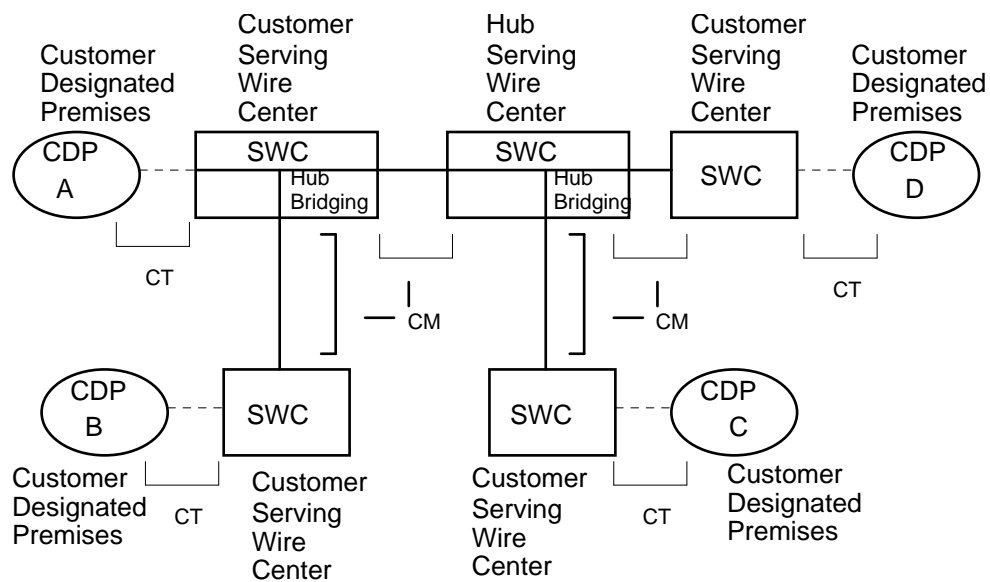 Customer
Serving
Wire
Center
Hub
Serving
Wire
Center
Customer
Serving
Wire
Center
Customer
Designated
Premises
Customer
Designated
Premises
CDP
A
SWC
Hub
Bridging
SWC
Hub
Bridging
SWC
CDP
D
CT
CM
CM
CT
CDP
B
SWC
SWC
CDP
C
Customer
Designated
Premises
CT
Customer
Serving
Wire
Center
Customer
Serving
Wire
Center
CT
Customer
Designated
Premises